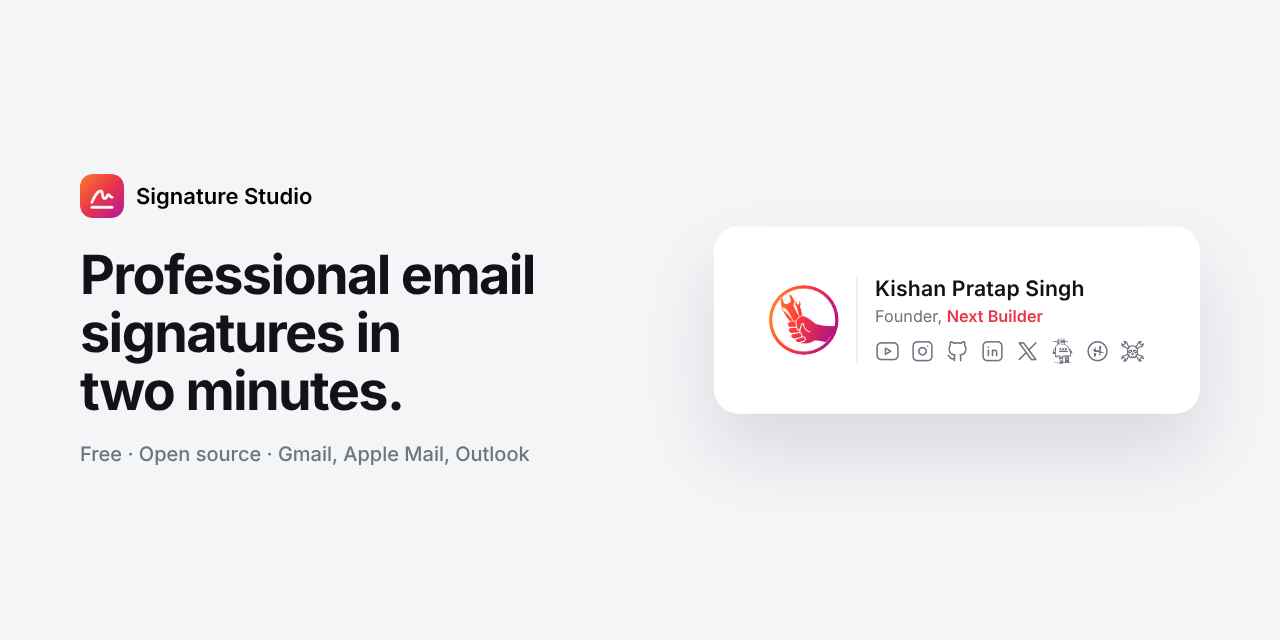 Signature Studio
Professional email
signatures in
two minutes.
Free · Open source · Gmail, Apple Mail, Outlook
Kishan Pratap Singh
Founder, Next Builder